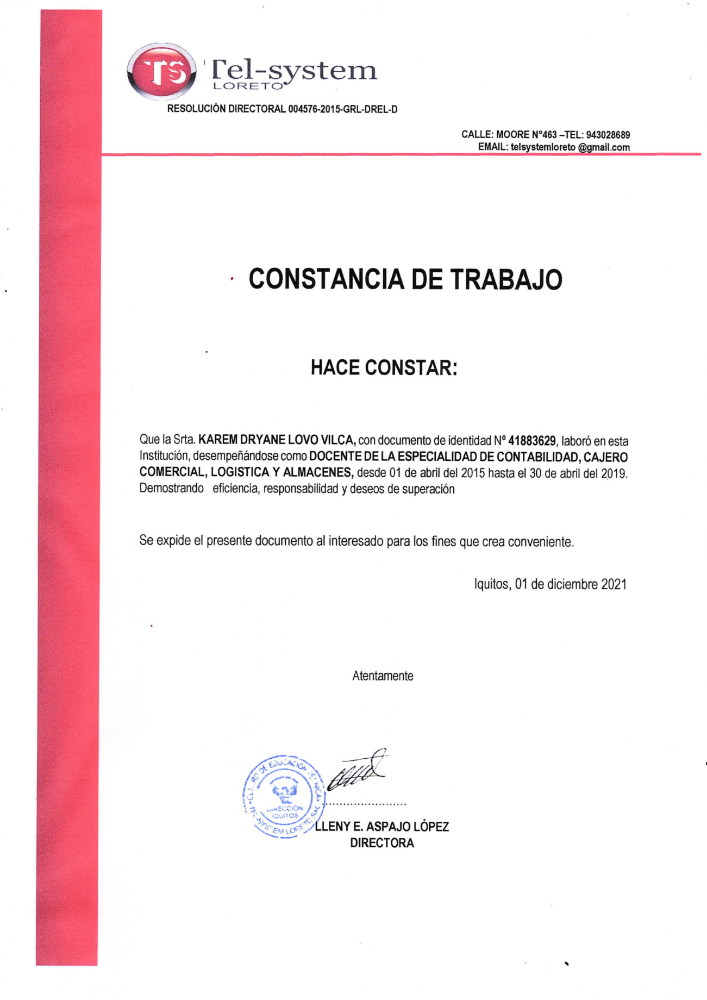 TS Tel-system
LORETO
RESOLUCIÓN DIRECTORAL 004576-2015-GRL-DREL-D
CALLE: MOORE N°463 –TEL: 943028689
EMAIL: telsystemloreto @gmail.com
CONSTANCIA DE TRABAJO
HACE CONSTAR:
Que la Srta. KAREM DRYANE LOVO VILCA, con documento de identidad Nº 41883629, laboró en esta
Institución, desempeñándose como DOCENTE DE LA ESPECIALIDAD DE CONTABILIDAD, CAJERO
COMERCIAL, LOGISTICA Y ALMACENES, desde 01 de abril del 2015 hasta el 30 de abril del 2019.
Demostrando eficiencia, responsabilidad y deseos de superación
Se expide el presente documento al interesado para los fines que crea conveniente.
Iquitos, 01 de diciembre 2021
Atentamente
CENTRO DE EDUCACIÓN TÉCNICA
DIRECCIÓN
IQUITOS
TEL-SYSTEM LORETO SAC
LLENY E. ASPAJO LÓPEZ
DIRECTORA